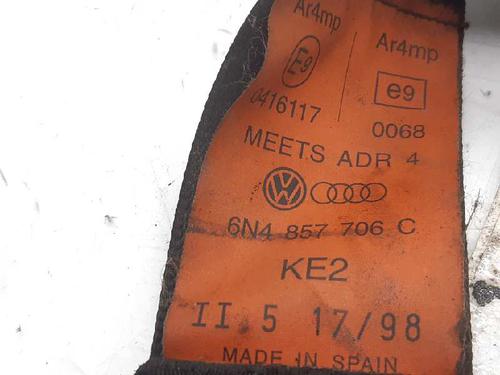 Ar4mp Ar4mp
E9 e9
0416117 0068
MEETS ADR 4
6N4 857 706 C
KE2
II.5 17/98
MADE IN SPAIN